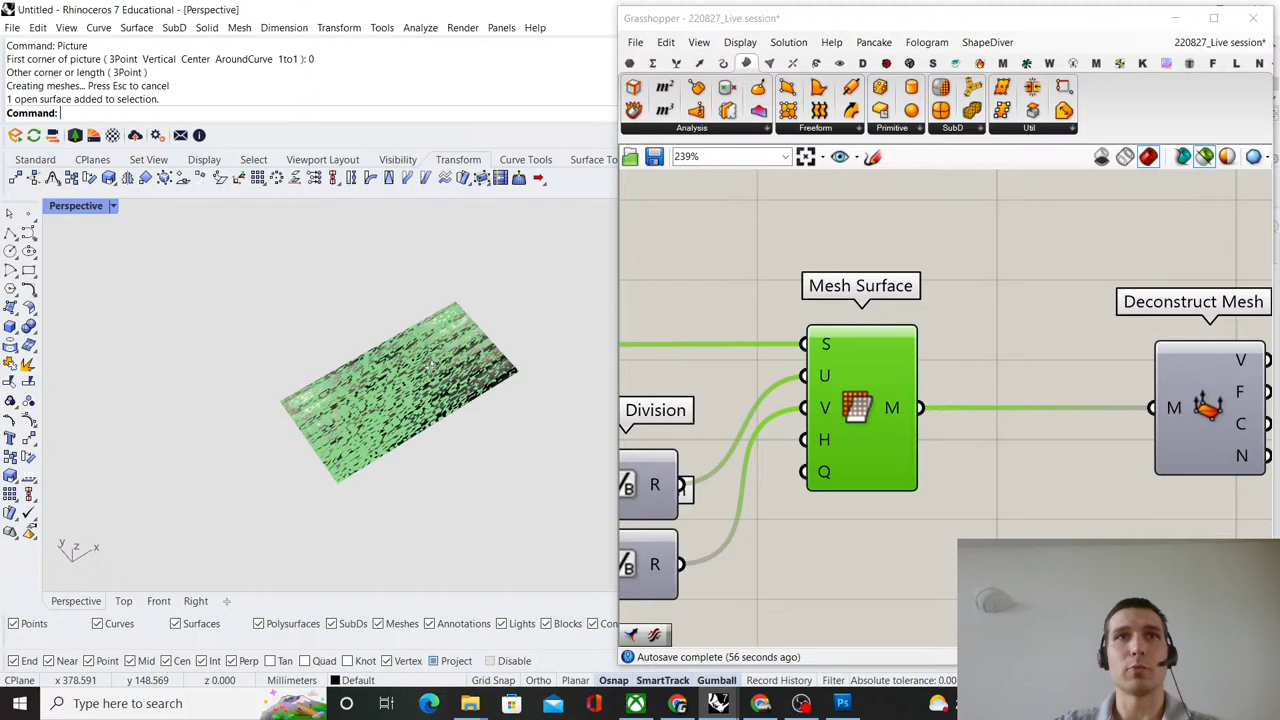 Untitled - Rhinoceros 7 Educational - [Perspective]
File Edit View Curve Surface SubD Solid Mesh Dimension Transform Tools Analyze Render Panels Help
Command: Picture
First corner of picture ( 3Point Vertical Center AroundCurve 1to1 ): 0
Other corner or length ( 3Point )
Creating meshes... Press Esc to cancel
1 open surface added to selection.
Command:
Standard CPlanes Set View Display Select Viewport Layout Visibility Transform Curve Tools Surface To
Perspective
y z x
Perspective Top Front Right
Points Curves Surfaces Polysurfaces SubDs Meshes Annotations Lights Blocks Con
End Near Point Mid Cen Int Perp Tan Quad Knot Vertex Project Disable
CPlane x 378.591 y 148.569 z 0.000 Millimeters Default Grid Snap Ortho Planar Osnap SmartTrack Gumball Record History Filter Absolute tolerance: 0.00
Grasshopper - 220827_Live session*
File Edit View Display Solution Help Pancake Fologram ShapeDiver 220827_Live session*
Analysis Freeform Primitive SubD Util
239%
Mesh Surface
S
U
V M
H
Q
Division
R
R
Deconstruct Mesh
V
F
M
C
N
Autosave complete (56 seconds ago)
Type here to search